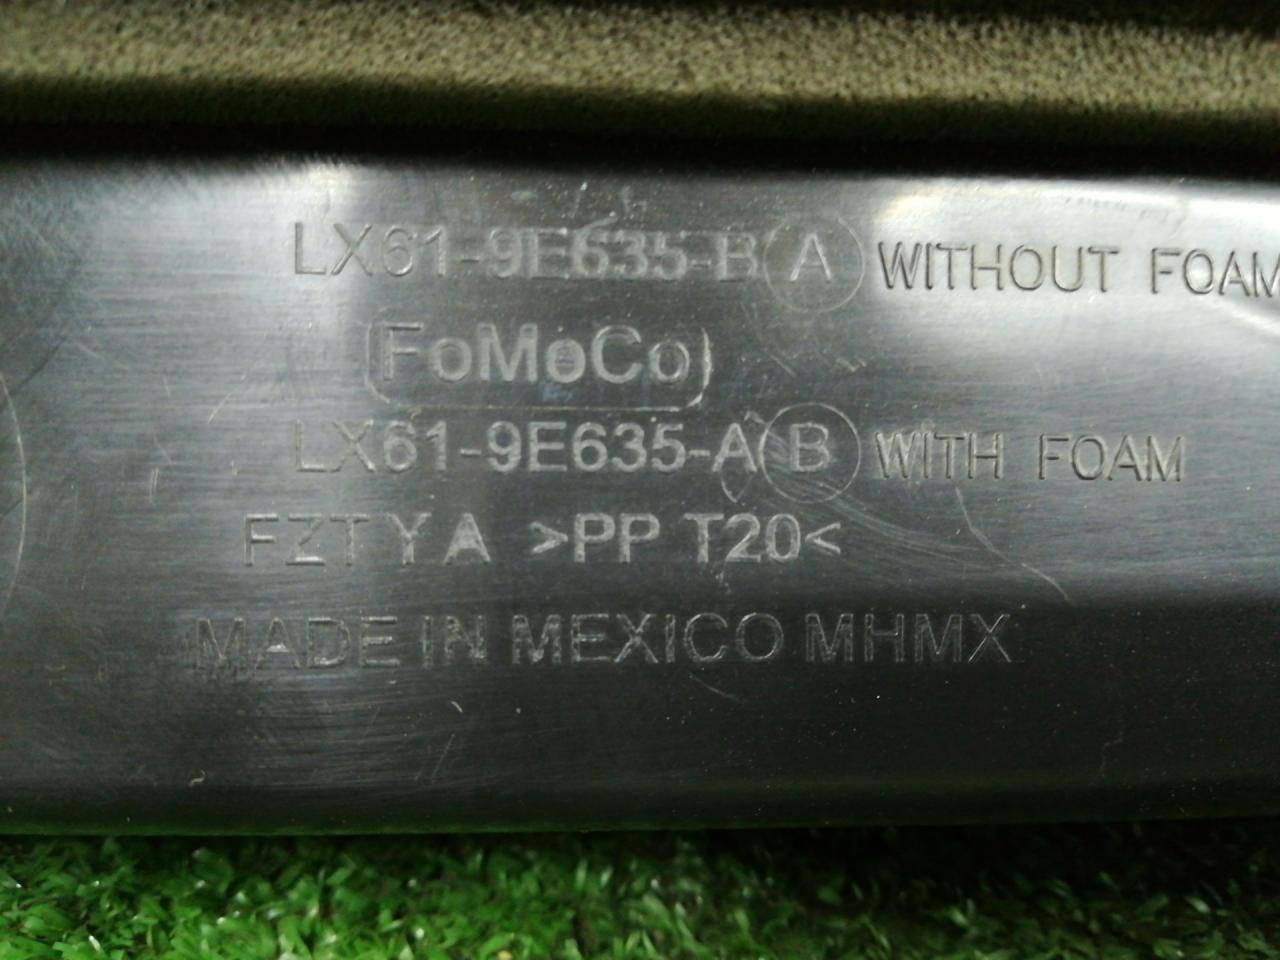 LX61-9E635-B A WITHOUT FOAM
FoMoCo
LX61-9E635-A B WITH FOAM
FZTYA >PP T20<
MADE IN MEXICO MHMX